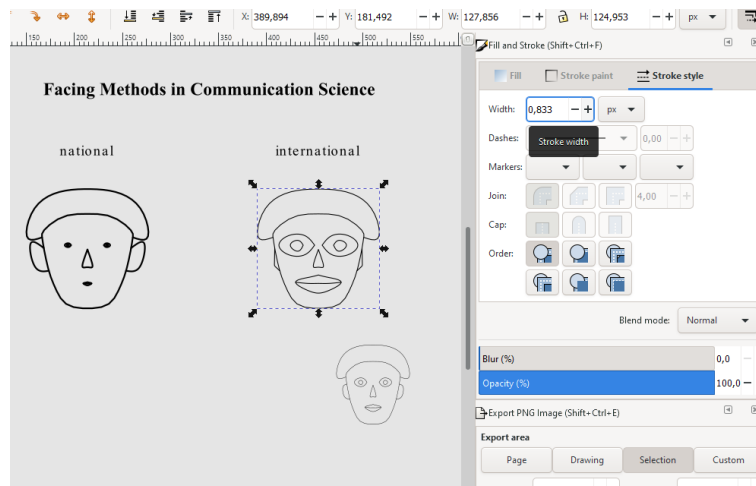 X: 389,894 Y: 181,492 W: 127,856 H: 124,953 px
150 200 250 300 350 400 450 500 550
Fill and Stroke (Shift+Ctrl+F)
Fill Stroke paint Stroke style
Width: 0,833 px
Dashes: 0,00
Stroke width
Markers:
Join: 4,00
Cap:
Order:
Blend mode: Normal
Blur (%) 0,0
Opacity (%) 100,0
Export PNG Image (Shift+Ctrl+E)
Export area
Page Drawing Selection Custom
Facing Methods in Communication Science
national international